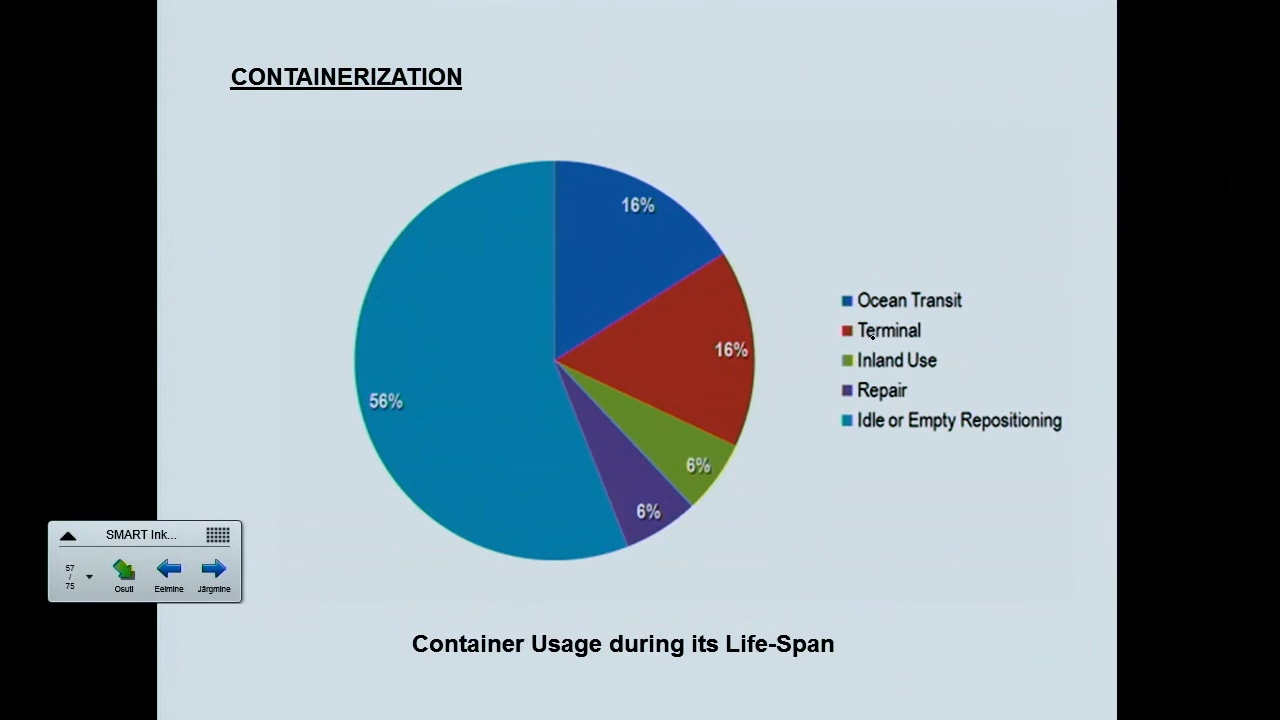 CONTAINERIZATION
16%
16%
56%
6%
6%
Ocean Transit
Terminal
Inland Use
Repair
Idle or Empty Repositioning
SMART Ink...
57
/
75
Osuti
Eelmine
Järgmine
Container Usage during its Life-Span